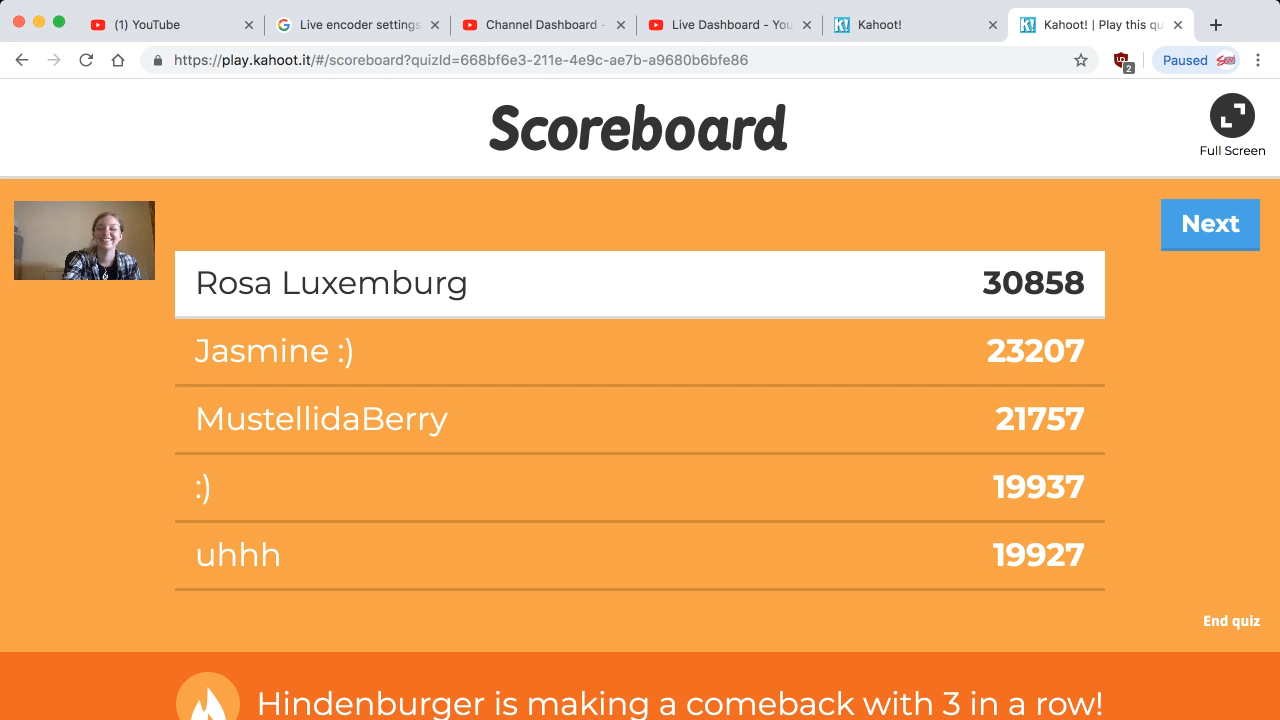 (1) YouTube
Live encoder settings
Channel Dashboard -
Live Dashboard - You
Kahoot!
Kahoot! | Play this qu
https://play.kahoot.it/#/scoreboard?quizId=668bf6e3-211e-4e9c-ae7b-a9680b6bfe86
2
Paused
Scoreboard
Full Screen
Next
Rosa Luxemburg 30858
Jasmine :) 23207
MustellidaBerry 21757
:) 19937
uhhh 19927
End quiz
Hindenburger is making a comeback with 3 in a row!